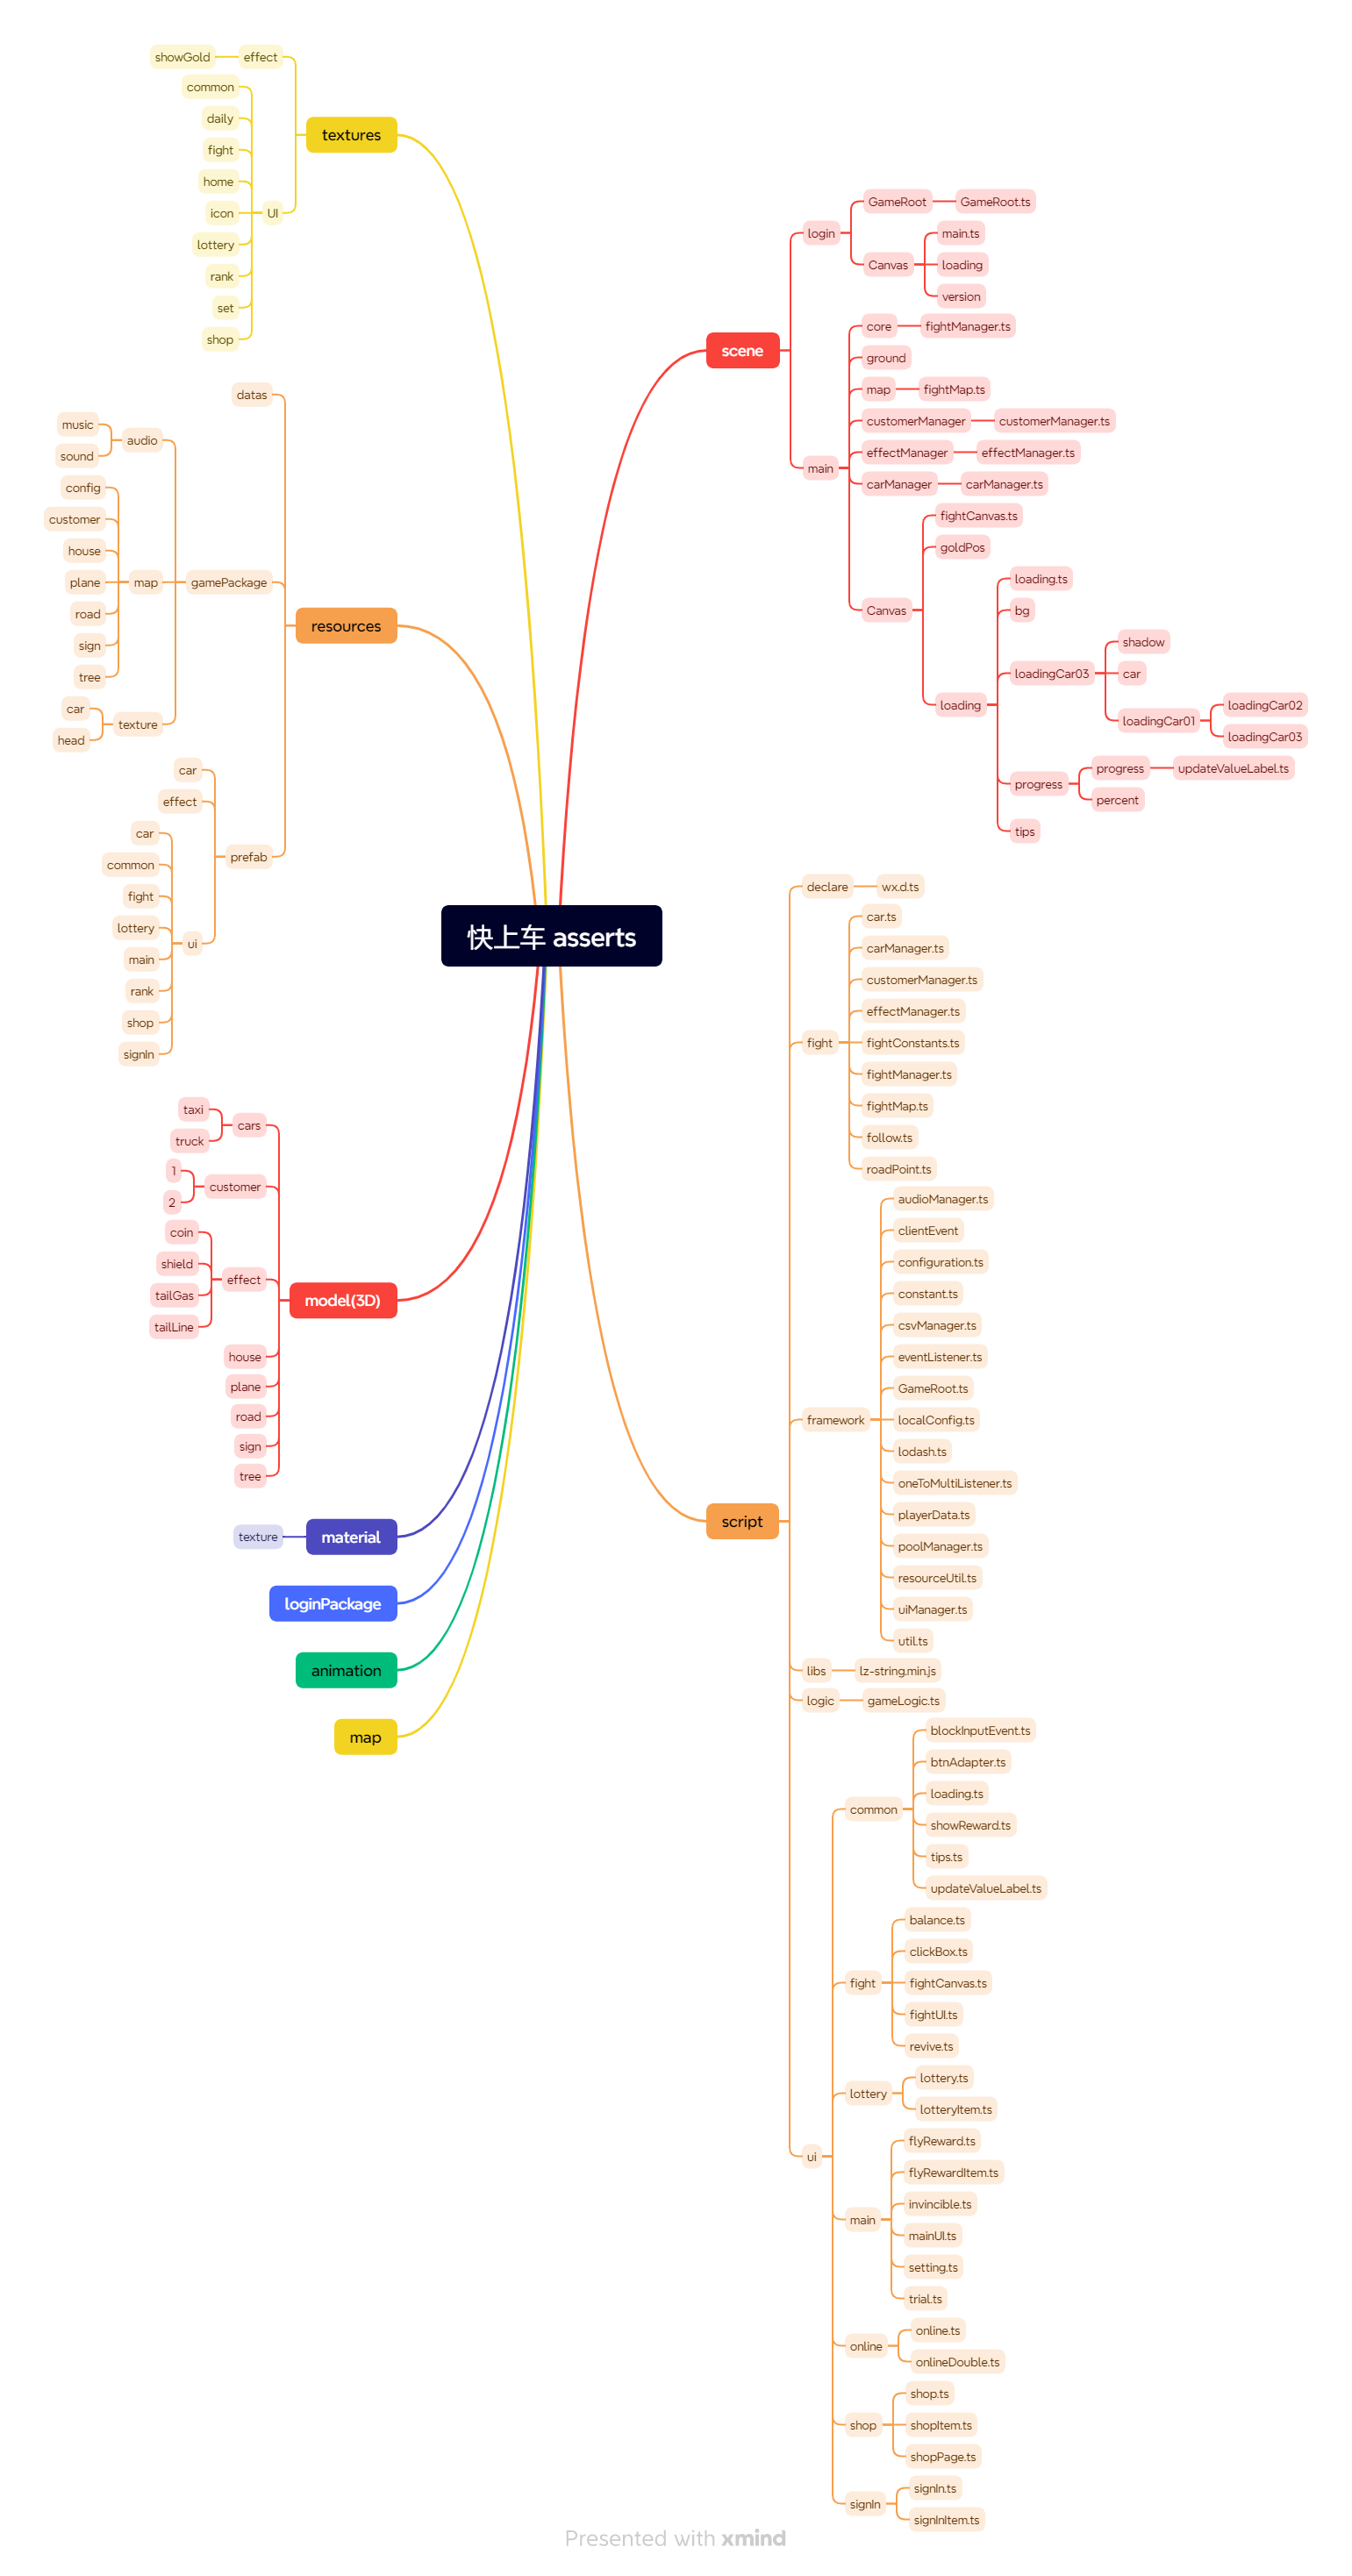 快上车 asserts
scene
login
GameRoot
GameRoot.ts
Canvas
main.ts
loading
version
main
core
fightManager.ts
ground
map
fightMap.ts
customerManager
customerManager.ts
effectManager
effectManager.ts
carManager
carManager.ts
Canvas
fightCanvas.ts
goldPos
loading
loading.ts
bg
loadingCar03
shadow
car
loadingCar01
loadingCar02
loadingCar03
progress
progress
updateValueLabel.ts
percent
tips
script
declare
wx.d.ts
fight
car.ts
carManager.ts
customerManager.ts
effectManager.ts
fightConstants.ts
fightManager.ts
fightMap.ts
follow.ts
roadPoint.ts
framework
audioManager.ts
clientEvent
configuration.ts
constant.ts
csvManager.ts
eventListener.ts
GameRoot.ts
localConfig.ts
lodash.ts
oneToMultiListener.ts
playerData.ts
poolManager.ts
resourceUtil.ts
uiManager.ts
util.ts
libs
lz-string.min.js
logic
gameLogic.ts
ui
common
blockInputEvent.ts
btnAdapter.ts
loading.ts
showReward.ts
tips.ts
updateValueLabel.ts
fight
balance.ts
clickBox.ts
fightCanvas.ts
fightUI.ts
revive.ts
lottery
lottery.ts
lotteryItem.ts
main
flyReward.ts
flyRewardItem.ts
invincible.ts
mainUI.ts
setting.ts
trial.ts
online
online.ts
onlineDouble.ts
shop
shop.ts
shopItem.ts
shopPage.ts
signIn
signIn.ts
signInItem.ts
textures
effect
showGold
UI
common
daily
fight
home
icon
lottery
rank
set
shop
resources
datas
gamePackage
audio
music
sound
map
config
customer
house
plane
road
sign
tree
texture
car
head
prefab
car
effect
ui
car
common
fight
lottery
main
rank
shop
signIn
model(3D)
cars
taxi
truck
customer
1
2
effect
coin
shield
tailGas
tailLine
house
plane
road
sign
tree
material
texture
loginPackage
animation
map
Presented with xmind